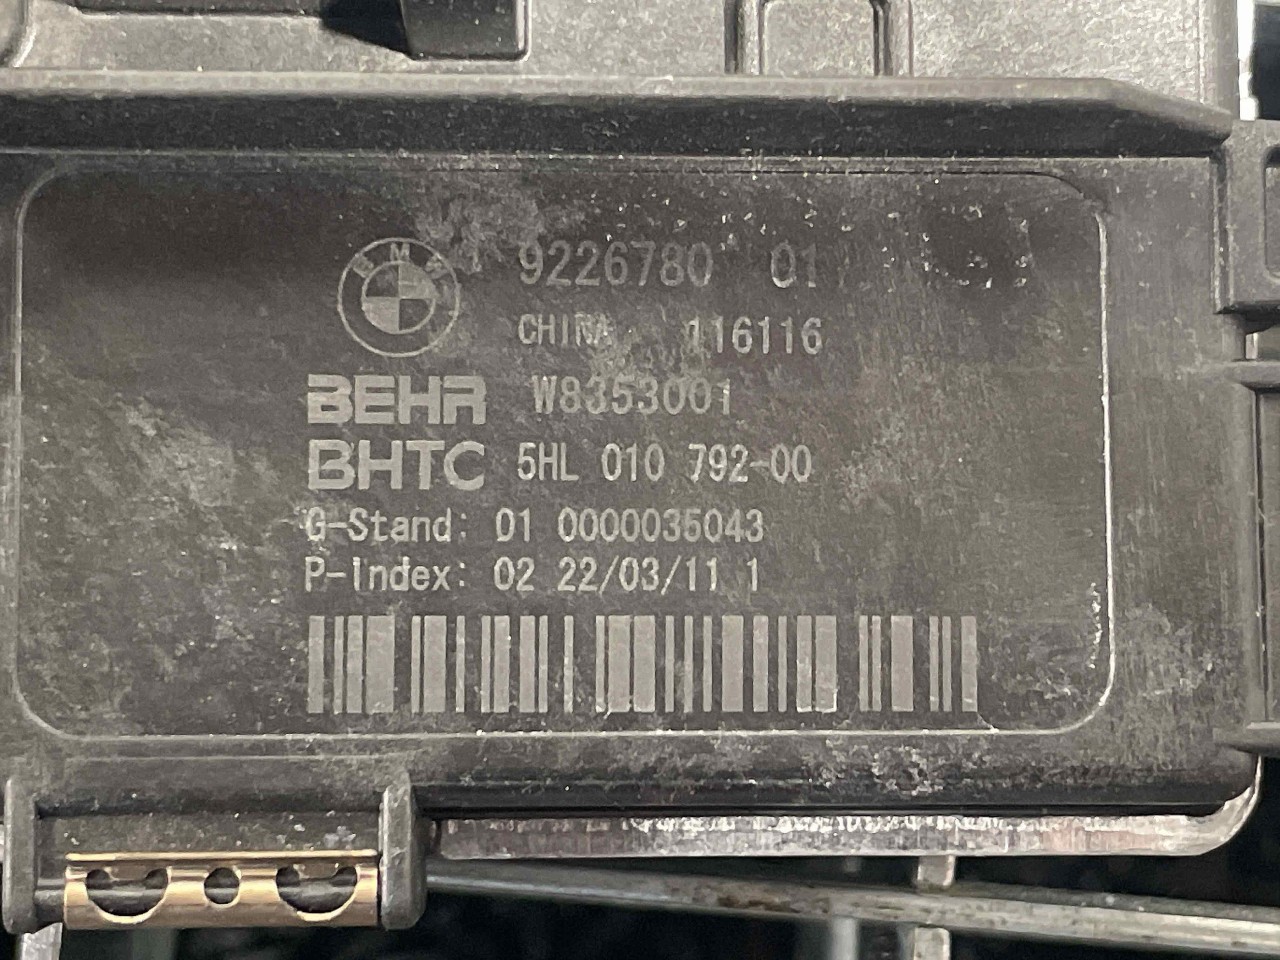 BMW
9226780 01
CHINA 116116
BEHR W8353001
BHTC 5HL 010 792-00
G-Stand: 01 0000035043
P-Index: 02 22/03/11 1